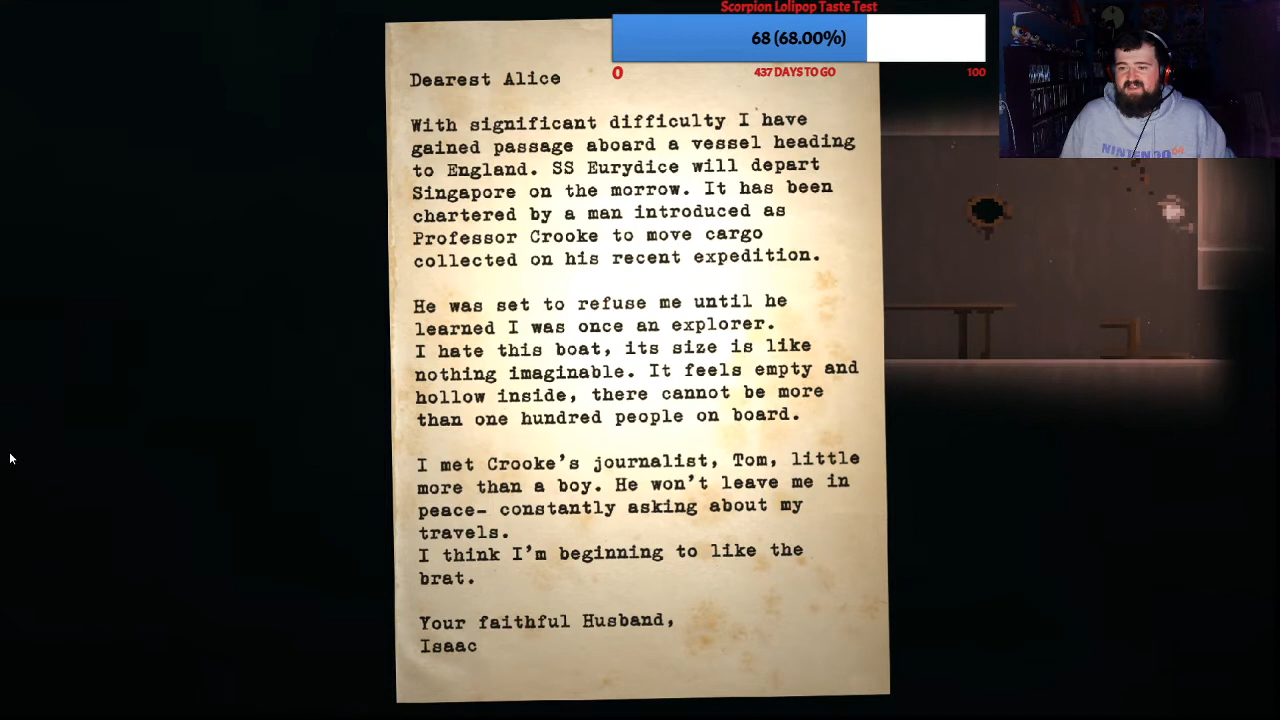 Scorpion Lolipop Taste Test
68 (68.00%)
0
437 DAYS TO GO
100
Dearest Alice
With significant difficulty I have
gained passage aboard a vessel heading
to England. SS Eurydice will depart
Singapore on the morrow. It has been
chartered by a man introduced as
Professor Crooke to move cargo
collected on his recent expedition.
He was set to refuse me until he
learned I was once an explorer.
I hate this boat, its size is like
nothing imaginable. It feels empty and
hollow inside, there cannot be more
than one hundred people on board.
I met Crooke's journalist, Tom, little
more than a boy. He won't leave me in
peace- constantly asking about my
travels.
I think I'm beginning to like the
brat.
Your faithful Husband,
Isaac
NINTENDO 64